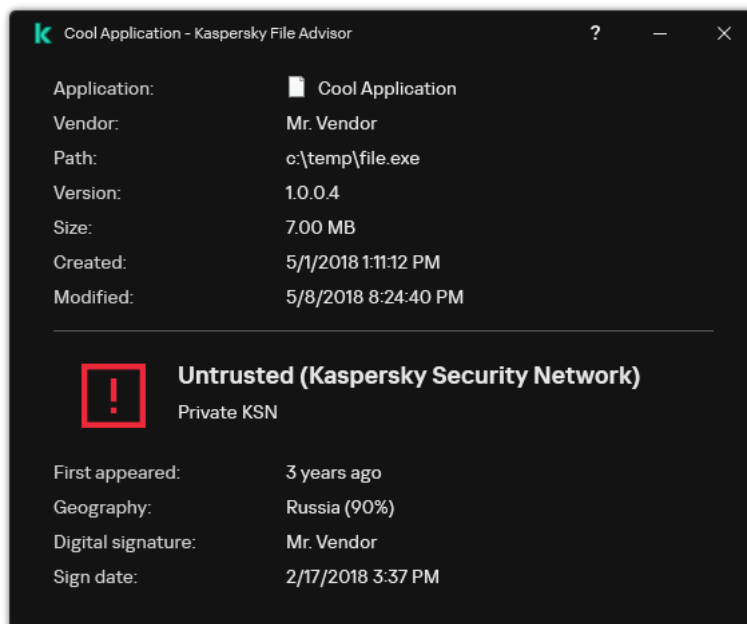 Cool Application - Kaspersky File Advisor ?
Application: Cool Application
Vendor: Mr. Vendor
Path: c:\temp\file.exe
Version: 1.0.0.4
Size: 7.00 MB
Created: 5/1/2018 1:11:12 PM
Modified: 5/8/2018 8:24:40 PM
! Untrusted (Kaspersky Security Network)
Private KSN
First appeared: 3 years ago
Geography: Russia (90%)
Digital signature: Mr. Vendor
Sign date: 2/17/2018 3:37 PM